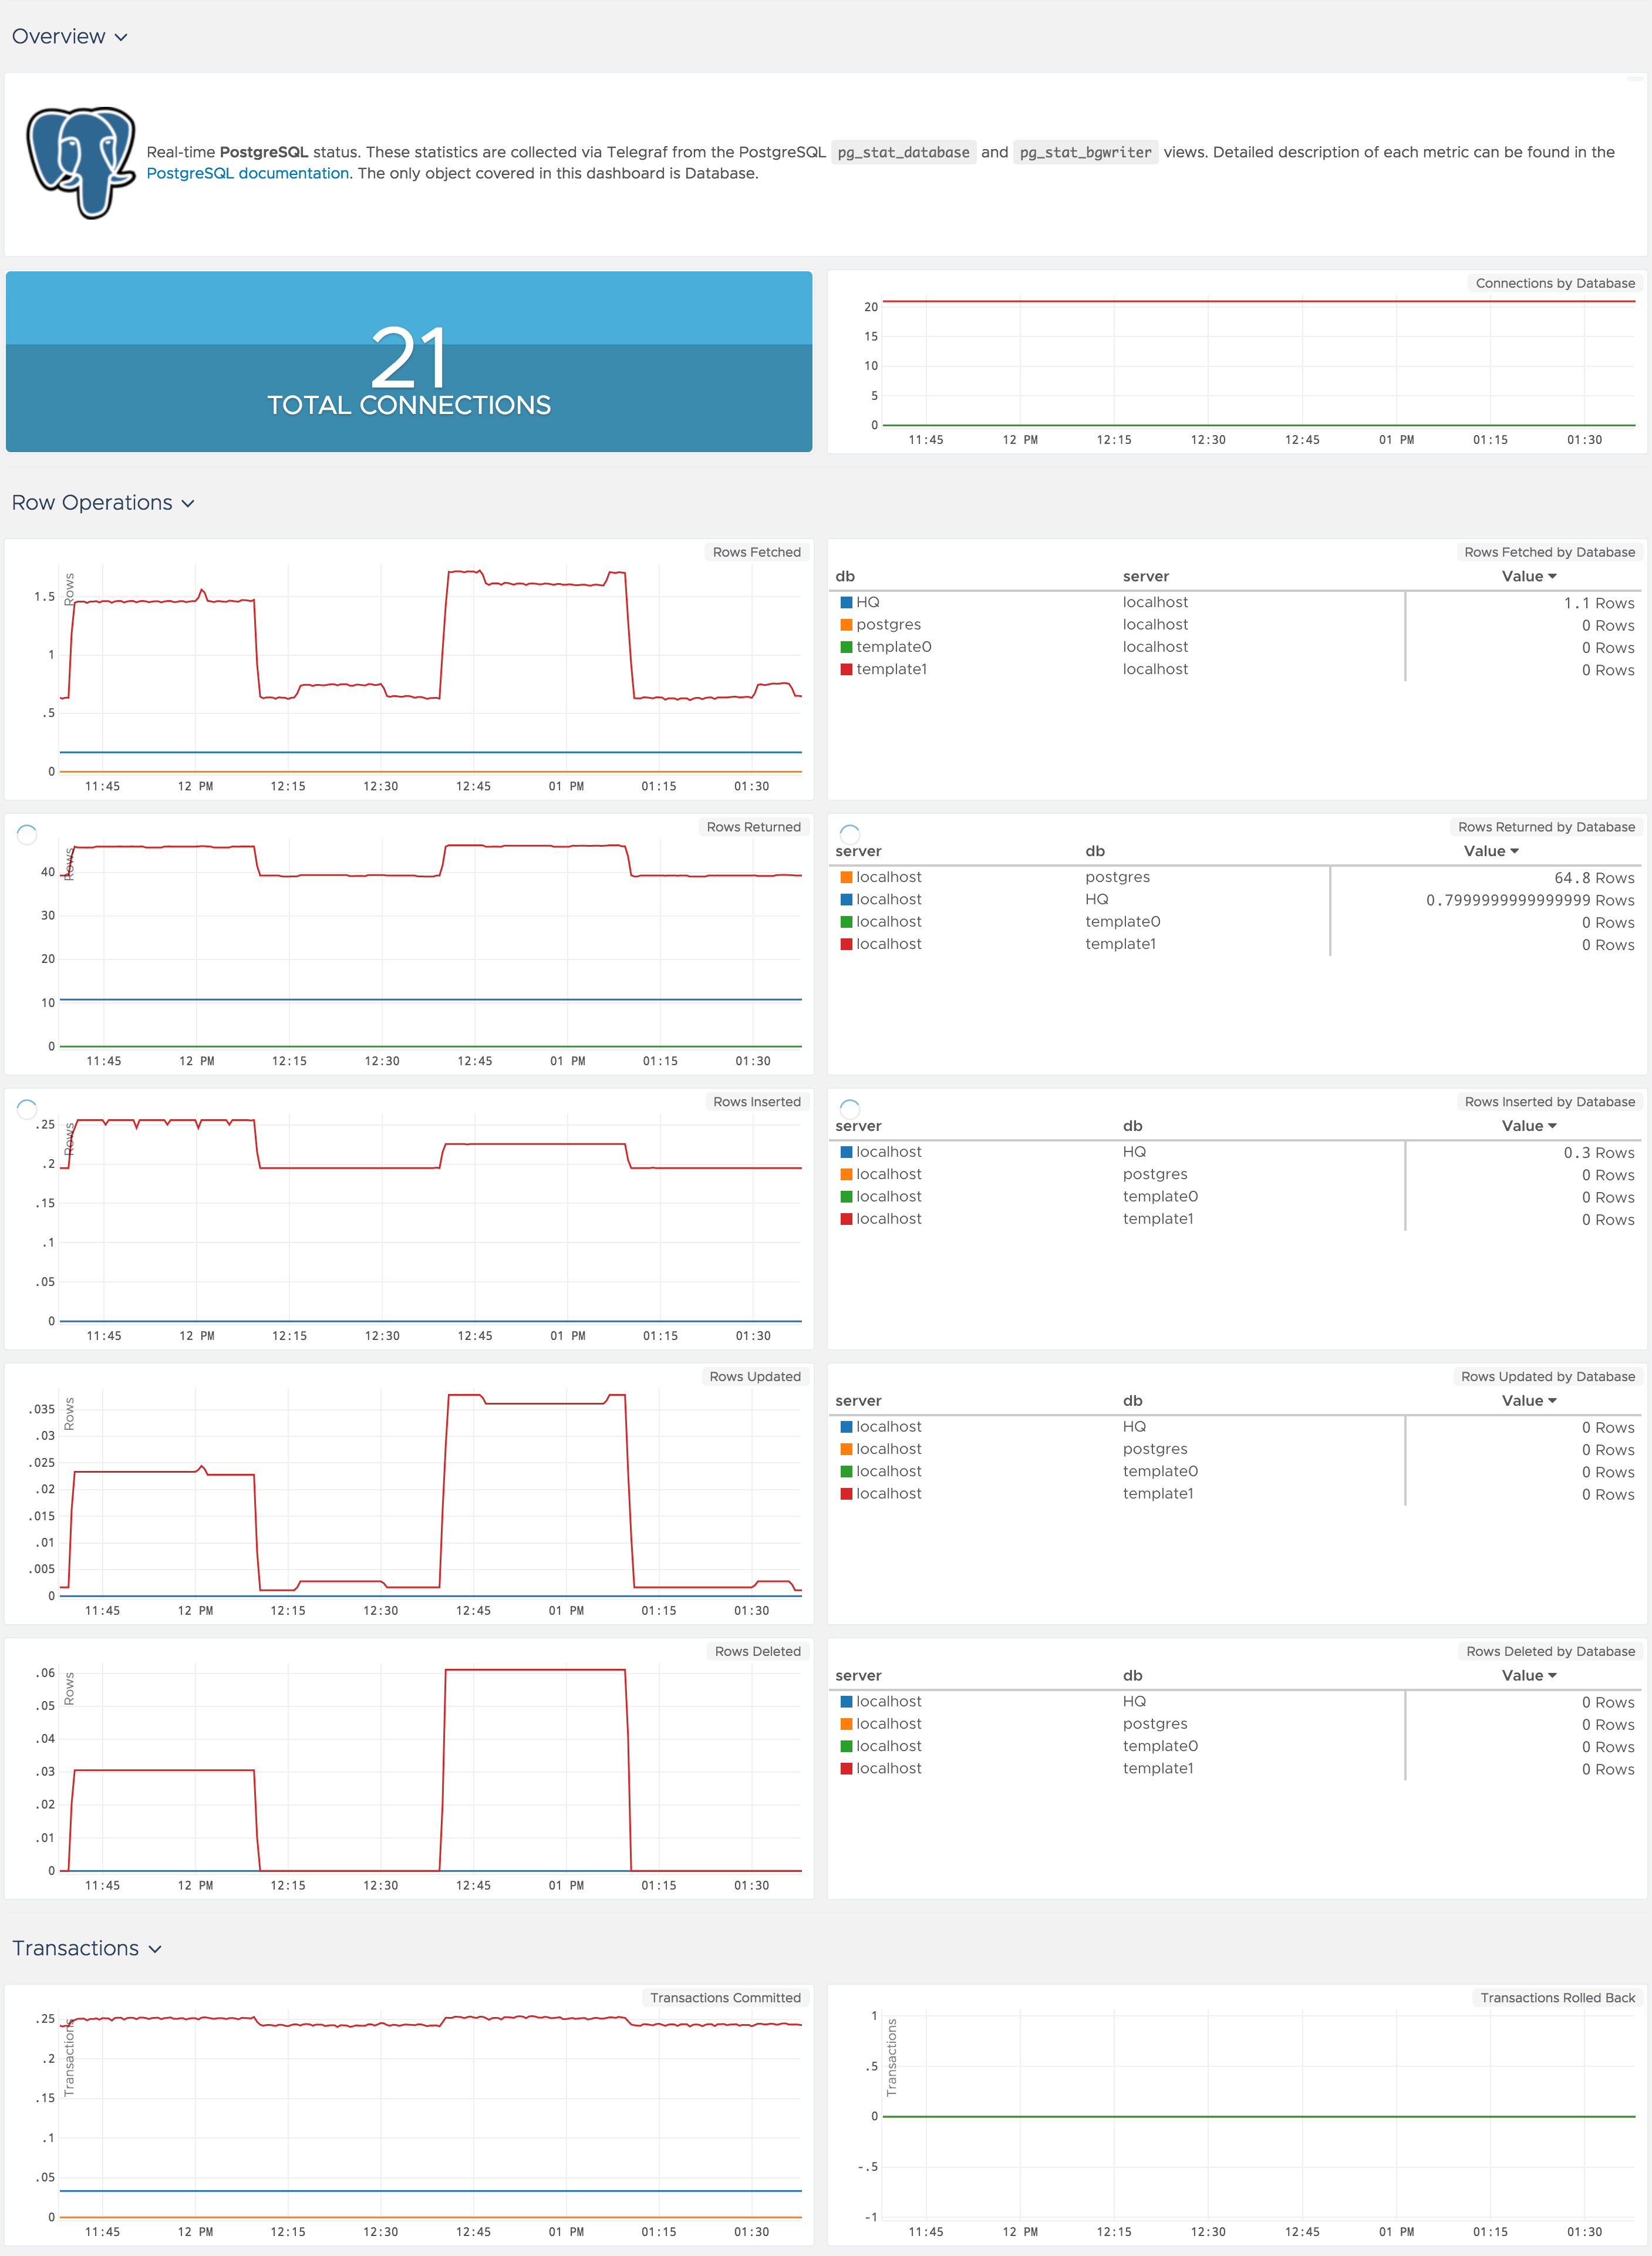 Overview
Real-time PostgreSQL status. These statistics are collected via Telegraf from the PostgreSQL pg_stat_database and pg_stat_bgwriter views. Detailed description of each metric can be found in the
PostgreSQL documentation. The only object covered in this dashboard is Database.
21
TOTAL CONNECTIONS
Connections by Database
20
15
10
5
0
11:45 12 PM 12:15 12:30 12:45 01 PM 01:15 01:30
Row Operations
Rows Fetched
Rows
1.5
1
.5
0
11:45 12 PM 12:15 12:30 12:45 01 PM 01:15 01:30
Rows Fetched by Database
db server Value
HQ localhost 1.1 Rows
postgres localhost 0 Rows
template0 localhost 0 Rows
template1 localhost 0 Rows
Rows Returned
Rows
40
30
20
10
0
11:45 12 PM 12:15 12:30 12:45 01 PM 01:15 01:30
Rows Returned by Database
server db Value
localhost postgres 64.8 Rows
localhost HQ 0.7999999999999999 Rows
localhost template0 0 Rows
localhost template1 0 Rows
Rows Inserted
Rows
.25
.2
.15
.1
.05
0
11:45 12 PM 12:15 12:30 12:45 01 PM 01:15 01:30
Rows Inserted by Database
server db Value
localhost HQ 0.3 Rows
localhost postgres 0 Rows
localhost template0 0 Rows
localhost template1 0 Rows
Rows Updated
Rows
.035
.03
.025
.02
.015
.01
.005
0
11:45 12 PM 12:15 12:30 12:45 01 PM 01:15 01:30
Rows Updated by Database
server db Value
localhost HQ 0 Rows
localhost postgres 0 Rows
localhost template0 0 Rows
localhost template1 0 Rows
Rows Deleted
Rows
.06
.05
.04
.03
.02
.01
0
11:45 12 PM 12:15 12:30 12:45 01 PM 01:15 01:30
Rows Deleted by Database
server db Value
localhost HQ 0 Rows
localhost postgres 0 Rows
localhost template0 0 Rows
localhost template1 0 Rows
Transactions
Transactions Committed
Transactions
.25
.2
.15
.1
.05
0
11:45 12 PM 12:15 12:30 12:45 01 PM 01:15 01:30
Transactions Rolled Back
Transactions
1
.5
0
-.5
-1
11:45 12 PM 12:15 12:30 12:45 01 PM 01:15 01:30